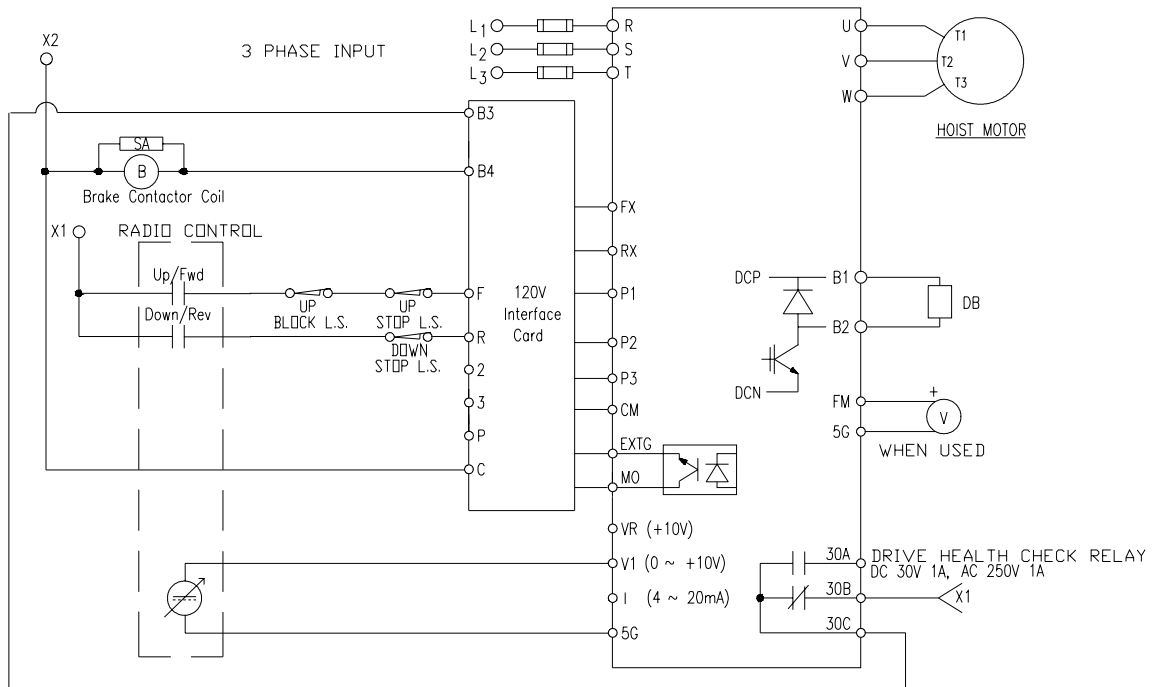 X2
3 PHASE INPUT
L1
L2
L3
R
S
T
U
V
W
T1
T2
T3
HOIST MOTOR
B3
SA
B
B4
Brake Contactor Coil
X1
RADIO CONTROL
Up/Fwd
Down/Rev
UP
BLOCK L.S.
UP
STOP L.S.
DOWN
STOP L.S.
F
R
2
3
P
C
120V
Interface
Card
FX
RX
P1
P2
P3
CM
EXTG
MO
VR (+10V)
V1 (0 ~ +10V)
I (4 ~ 20mA)
5G
DCP
B1
DB
B2
DCN
FM
+
V
5G
WHEN USED
30A
DRIVE HEALTH CHECK RELAY
DC 30V 1A, AC 250V 1A
30B
X1
30C